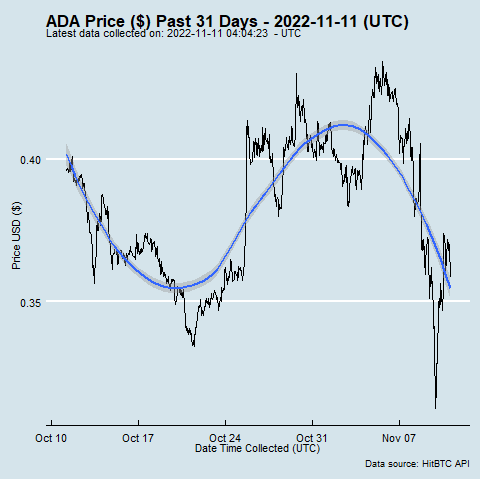 ADA Price ($) Past 31 Days - 2022-11-11 (UTC)
Latest data collected on: 2022-11-11 04:04:23 - UTC
Price USD ($)
0.40
0.35
Oct 10 Oct 17 Oct 24 Oct 31 Nov 07
Date Time Collected (UTC)
Data source: HitBTC API